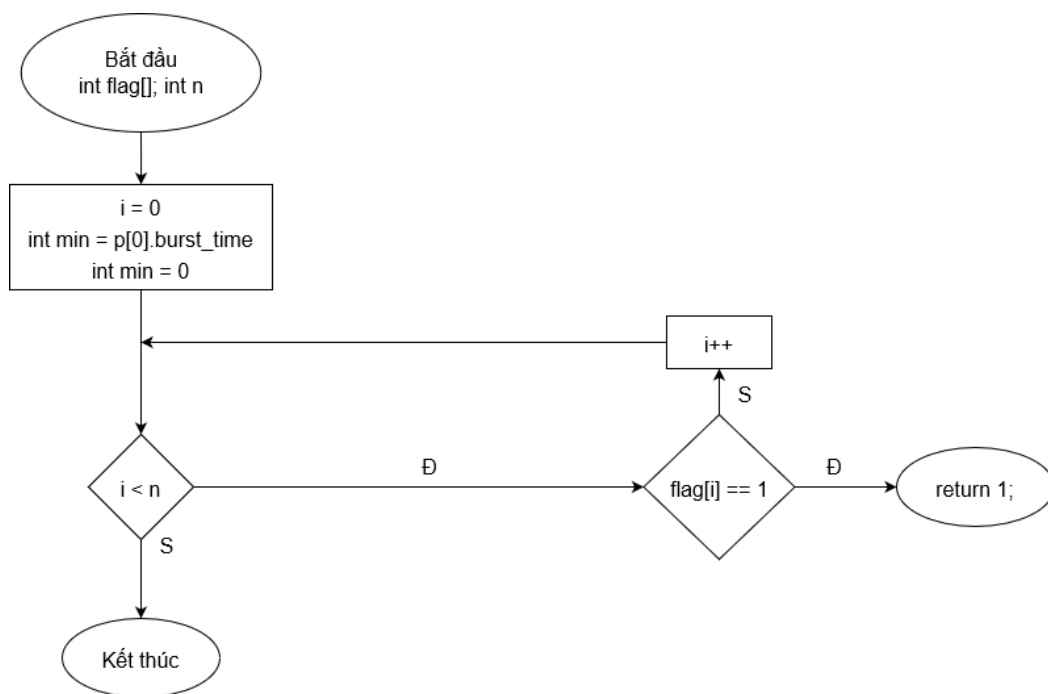 Bắt đầu
int flag[]; int n
i = 0
int min = p[0].burst_time
int min = 0
i++
S
i < n
Đ
flag[i] == 1
Đ
return 1;
S
Kết thúc